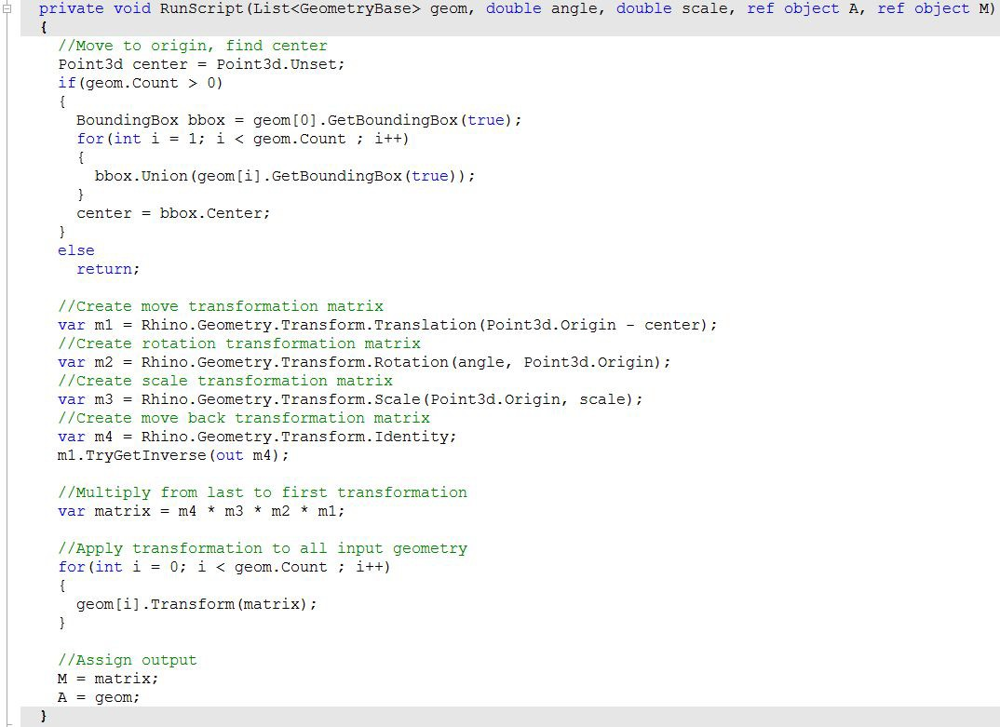 private void RunScript(List<GeometryBase> geom, double angle, double scale, ref object A, ref object M)
{
//Move to origin, find center
Point3d center = Point3d.Unset;
if(geom.Count > 0)
{
BoundingBox bbox = geom[0].GetBoundingBox(true);
for(int i = 1; i < geom.Count ; i++)
{
bbox.Union(geom[i].GetBoundingBox(true));
}
center = bbox.Center;
}
else
return;
//Create move transformation matrix
var m1 = Rhino.Geometry.Transform.Translation(Point3d.Origin - center);
//Create rotation transformation matrix
var m2 = Rhino.Geometry.Transform.Rotation(angle, Point3d.Origin);
//Create scale transformation matrix
var m3 = Rhino.Geometry.Transform.Scale(Point3d.Origin, scale);
//Create move back transformation matrix
var m4 = Rhino.Geometry.Transform.Identity;
m1.TryGetInverse(out m4);
//Multiply from last to first transformation
var matrix = m4 * m3 * m2 * m1;
//Apply transformation to all input geometry
for(int i = 0; i < geom.Count ; i++)
{
geom[i].Transform(matrix);
}
//Assign output
M = matrix;
A = geom;
}